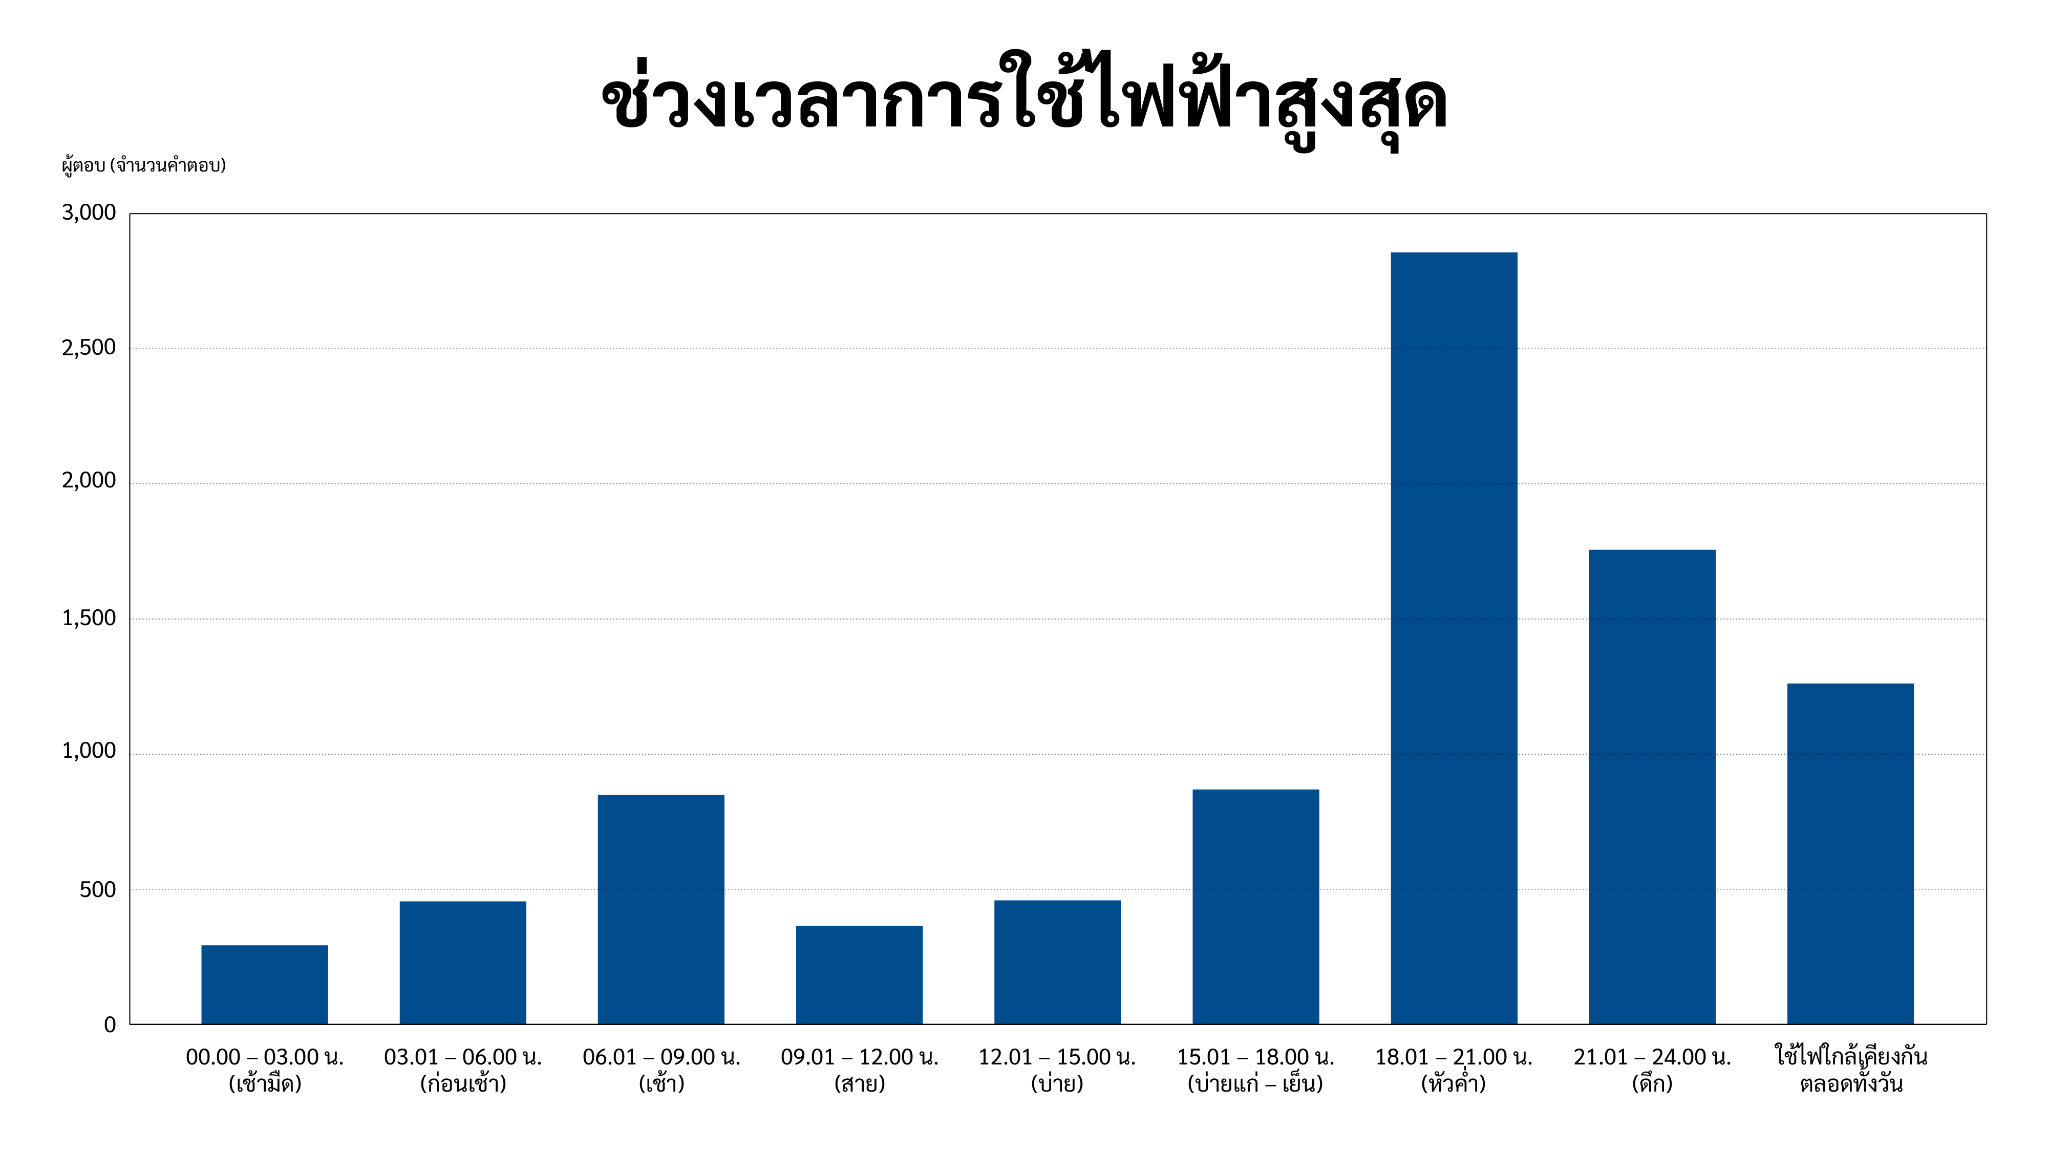 ช่วงเวลาการใช้ไฟฟ้าสูงสุด
ผู้ตอบ (จำนวนคำตอบ)
3,000
2,500
2,000
1,500
1,000
500
0
00.00 – 03.00 น.
(เช้ามืด)
03.01 – 06.00 น.
(ก่อนเช้า)
06.01 – 09.00 น.
(เช้า)
09.01 – 12.00 น.
(สาย)
12.01 – 15.00 น.
(บ่าย)
15.01 – 18.00 น.
(บ่ายแก่ – เย็น)
18.01 – 21.00 น.
(หัวค่ำ)
21.01 – 24.00 น.
(ดึก)
ใช้ไฟใกล้เคียงกัน
ตลอดทั้งวัน